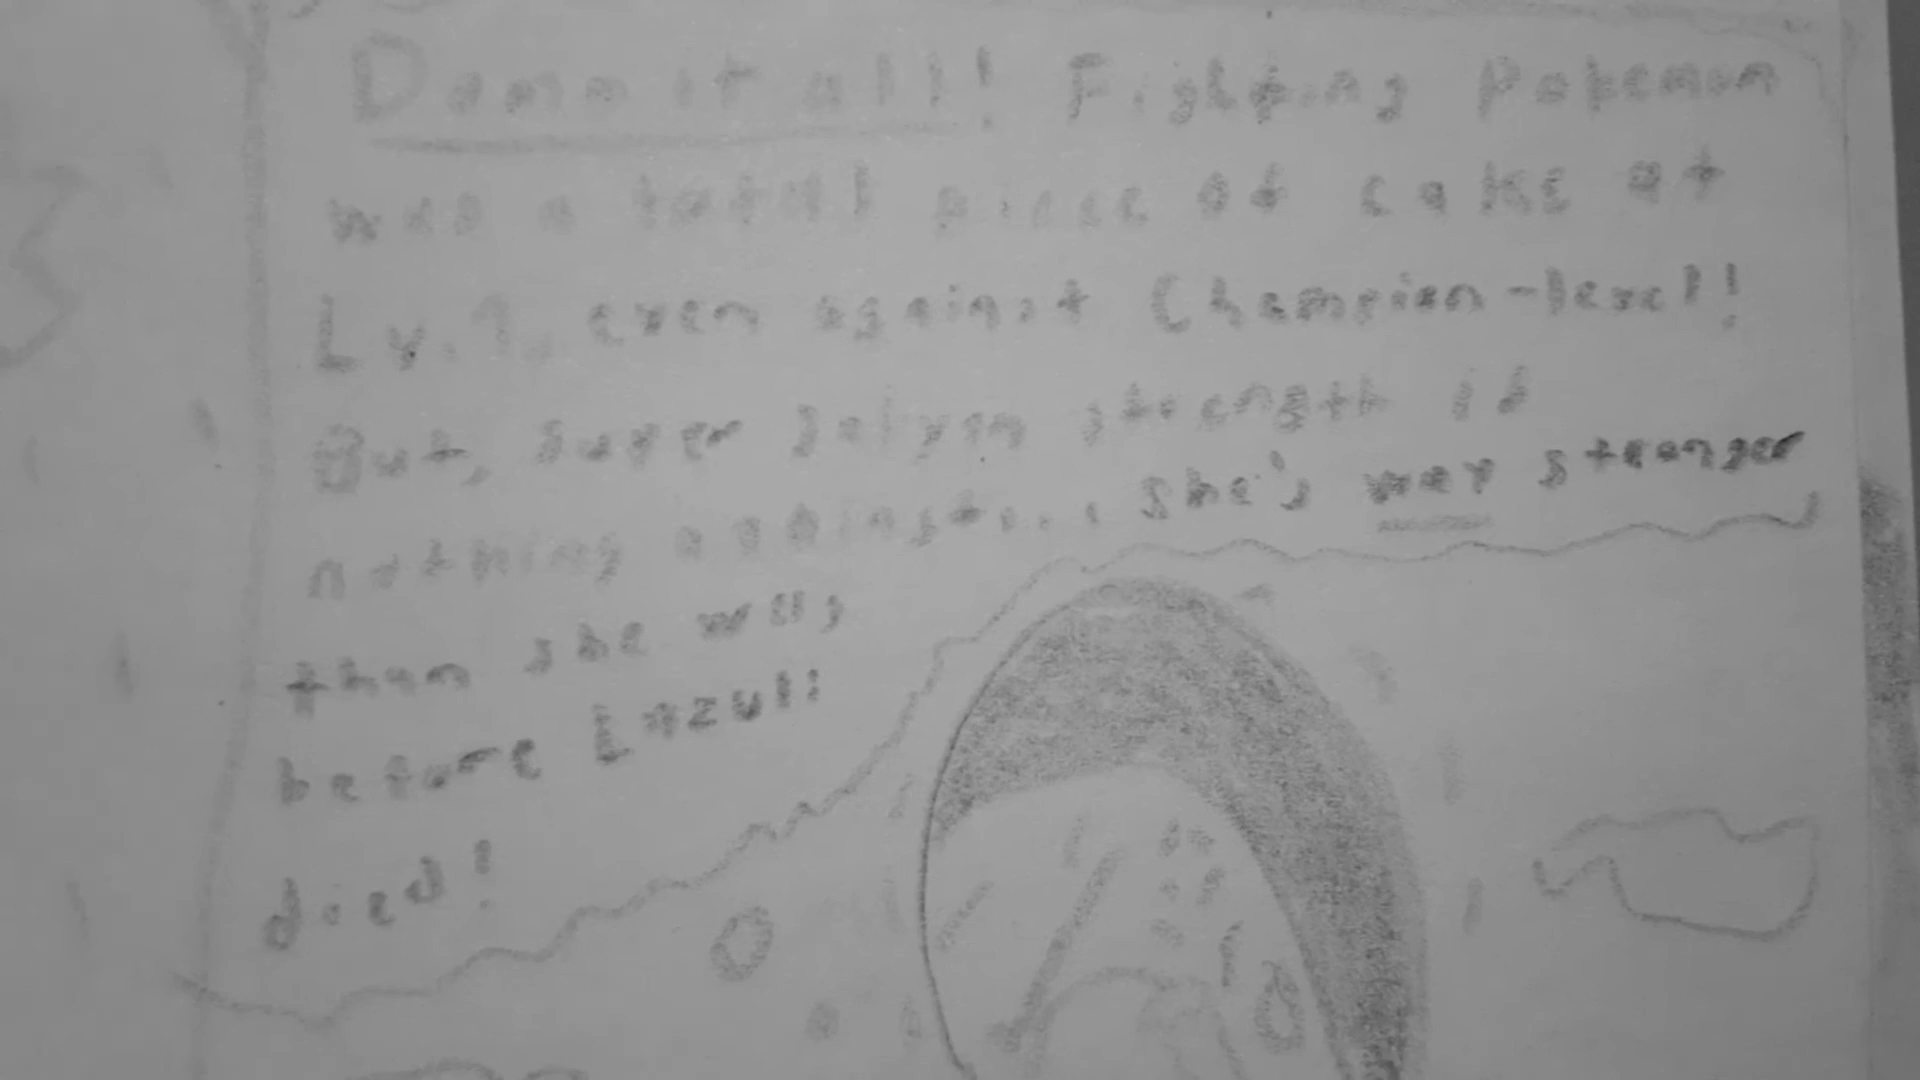 Damn it all!! Fighting Pokemon
was a total piece of cake at
Lv. 1, even against Champion-level!
But, super saiyan strength is
nothing against... she's way stronger
than she was
before Lazuli
died!